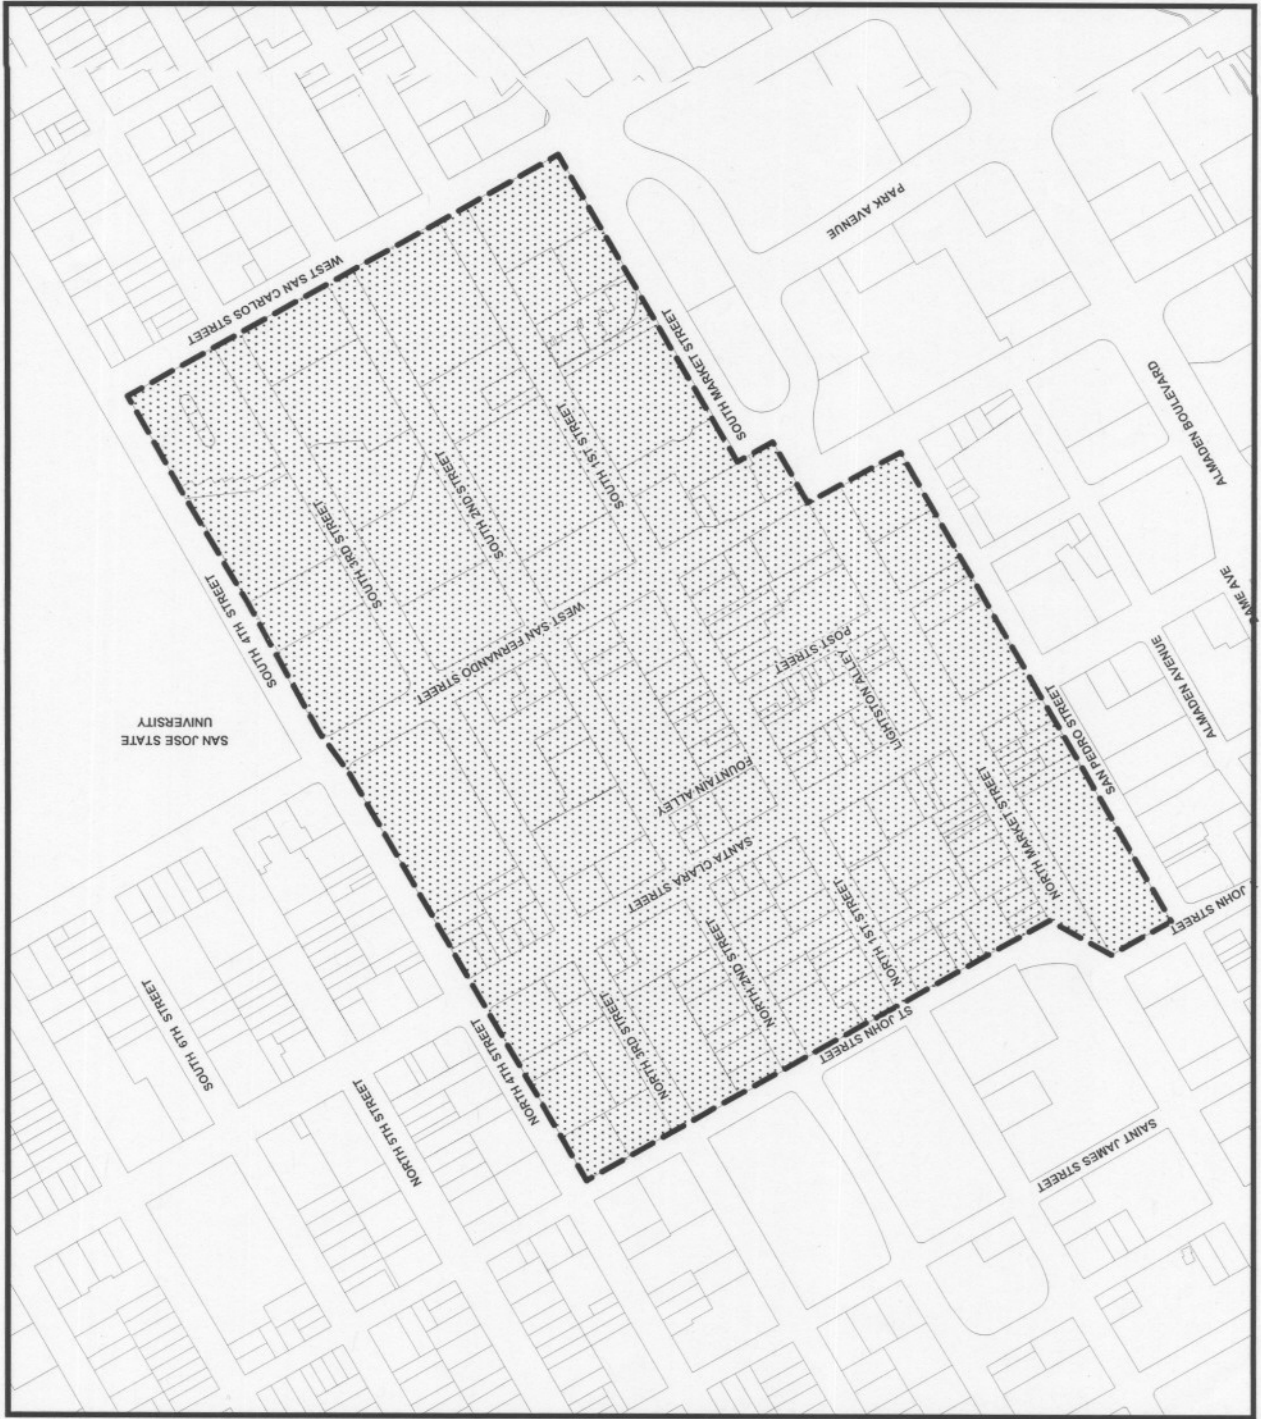 SAINT JAMES STREET
NORTH 5TH STREET
NORTH 4TH STREET
NORTH 3RD STREET
ST JOHN STREET
SOUTH 6TH STREET
NORTH 2ND STREET
NORTH 1ST STREET
JOHN STREET
SANTA CLARA STREET
NORTH MARKET STREET
FOUNTAIN ALLEY
SAN PEDRO STREET
SAN JOSE STATE
UNIVERSITY
LIGHTSTON ALLEY
ALMADEN AVENUE
POST STREET
WEST SAN FERNANDO STREET
SOUTH 4TH STREET
AVE
SOUTH 3RD STREET
SOUTH 2ND STREET
SOUTH 1ST STREET
ALMADEN BOULEVARD
SOUTH MARKET STREET
WEST SAN CARLOS STREET
PARK AVENUE